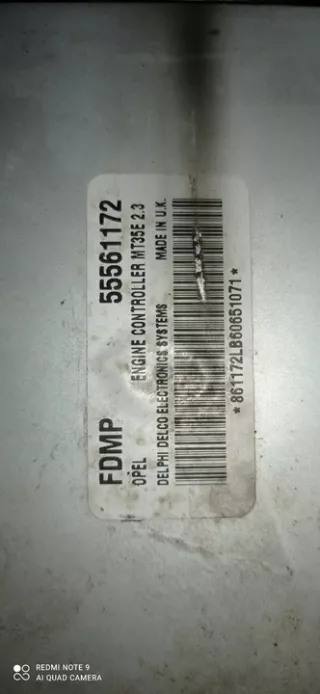 FDMP 55561172
OPEL ENGINE CONTROLLER MT35E 2.3
DELPHI DELCO ELECTRONICS SYSTEMS MADE IN U.K.
*861172LB60651071*
REDMI NOTE 9
AI QUAD CAMERA